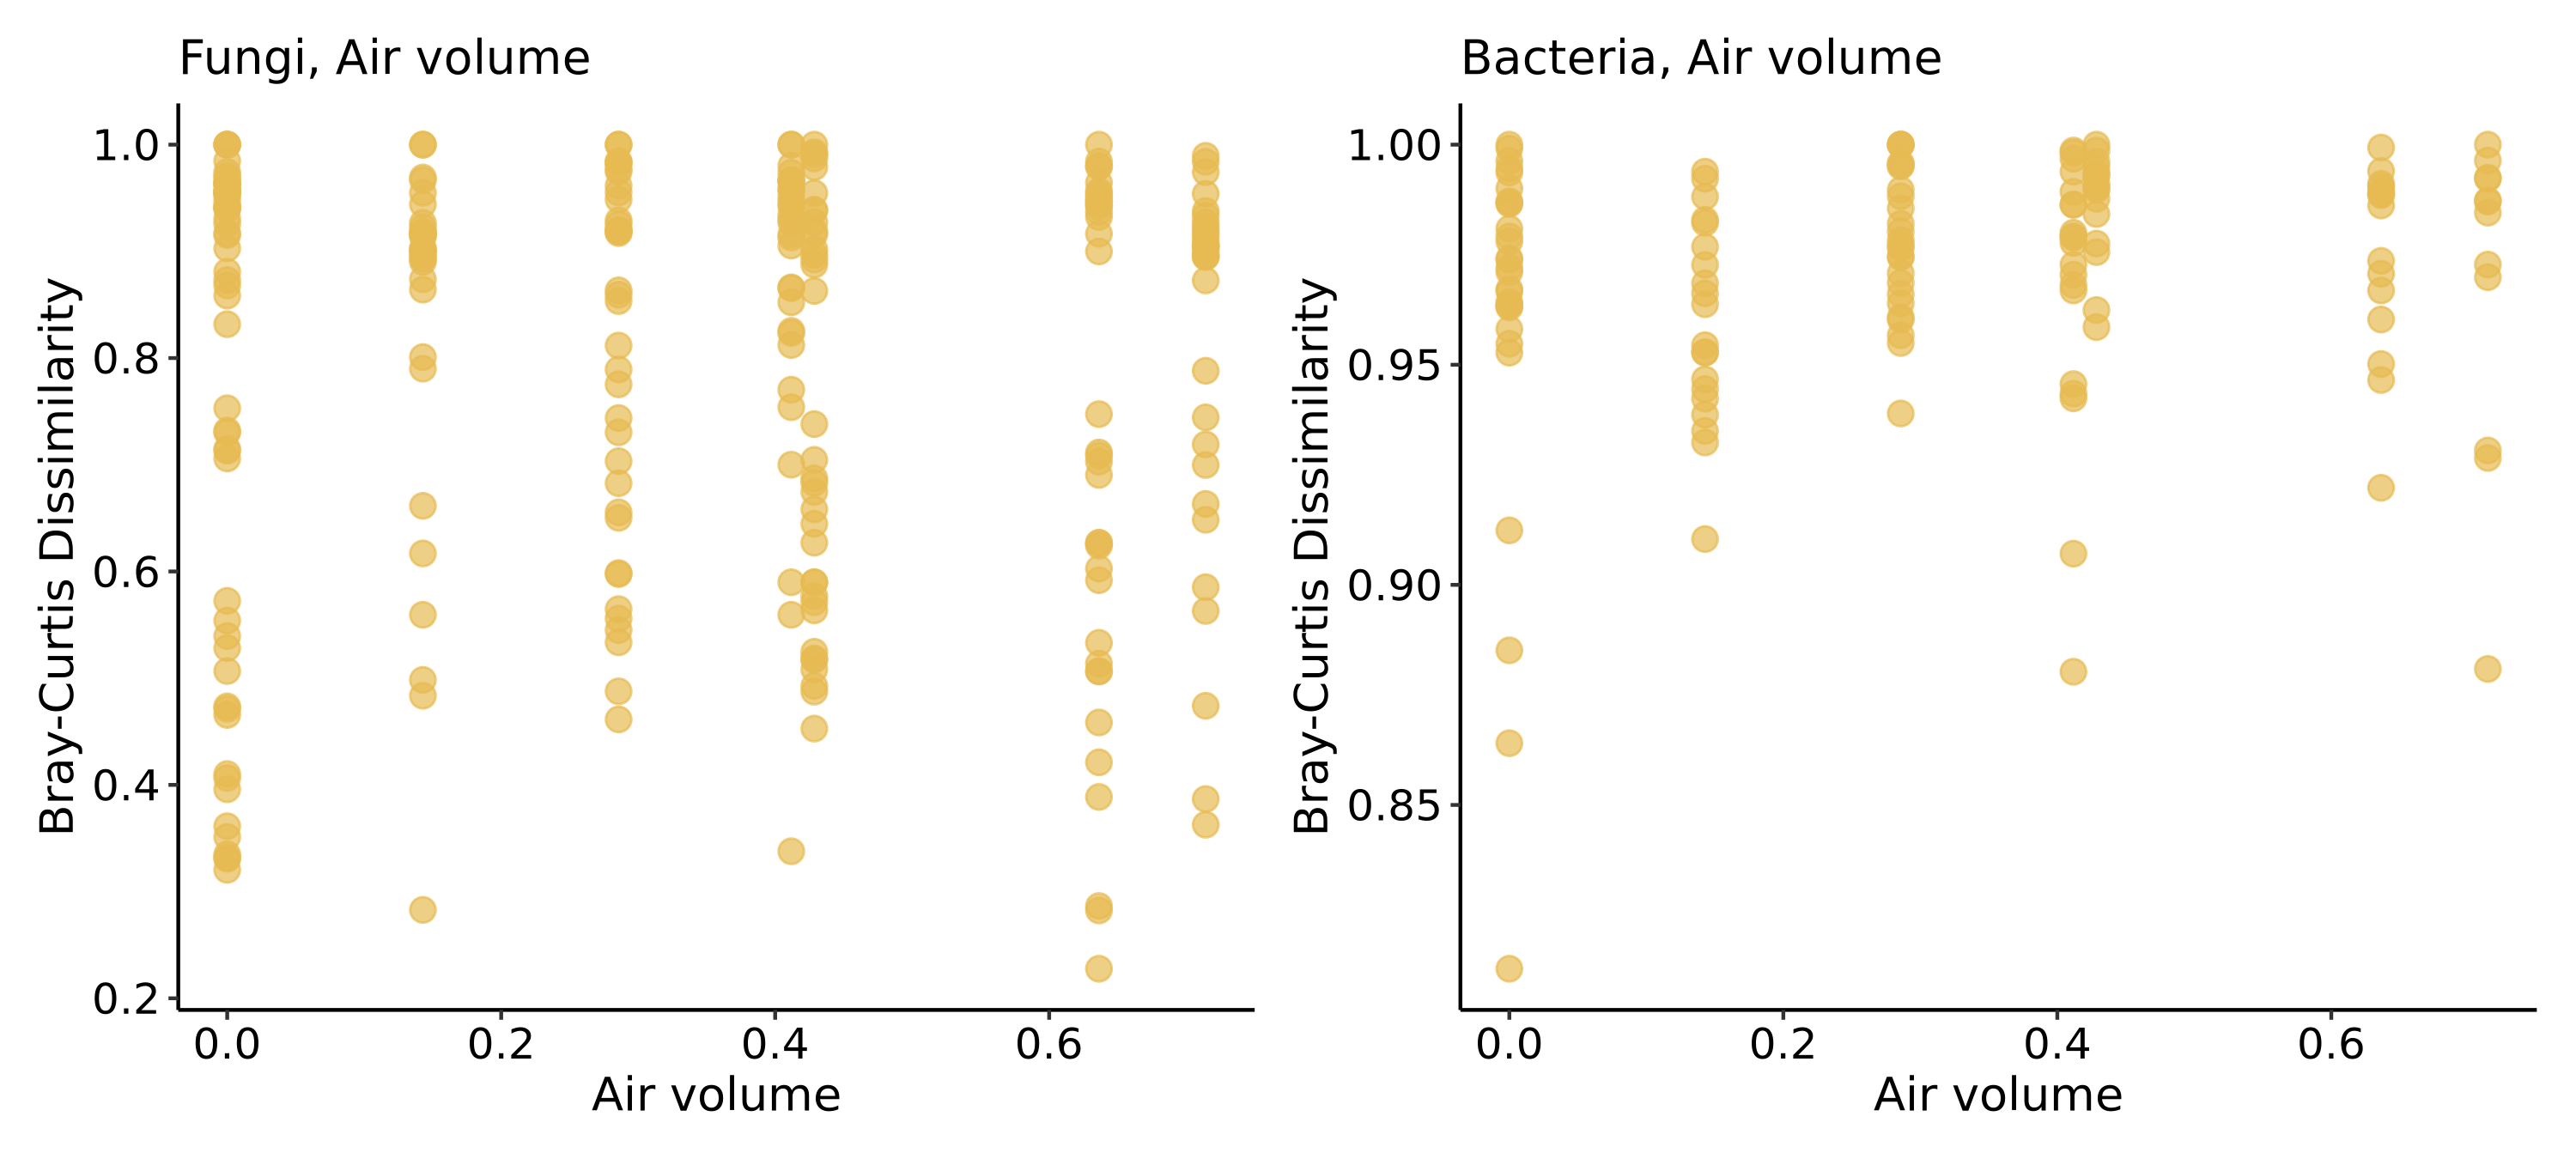 Fungi, Air volume
Bray-Curtis Dissimilarity
1.0
0.8
0.6
0.4
0.2
0.0 0.2 0.4 0.6
Air volume
Bacteria, Air volume
Bray-Curtis Dissimilarity
1.00
0.95
0.90
0.85
0.0 0.2 0.4 0.6
Air volume